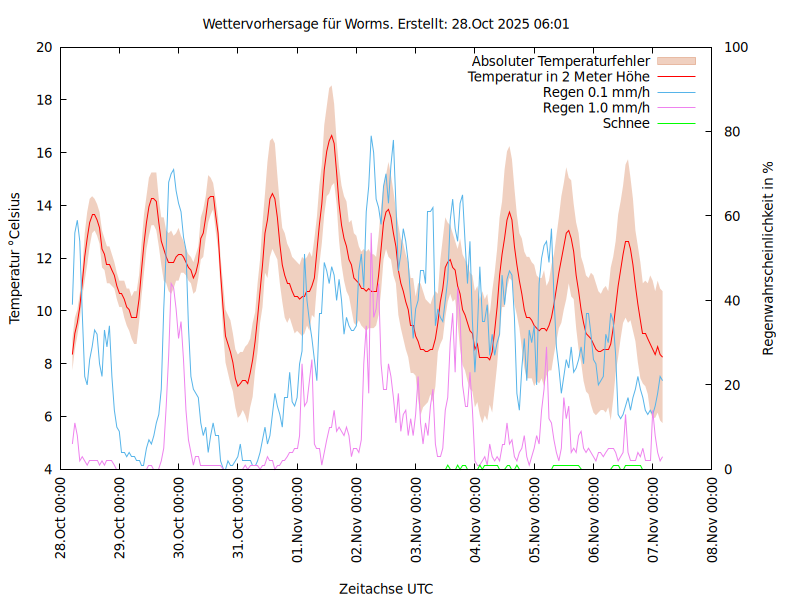 Wettervorhersage für Worms. Erstellt: 28.Oct 2025 06:01
Absoluter Temperaturfehler
Temperatur in 2 Meter Höhe
Regen 0.1 mm/h
Regen 1.0 mm/h
Schnee
Temperatur °Celsius
20
18
16
14
12
10
8
6
4
100
80
60
40
20
0
Regenwahrscheinlichkeit in %
28.Oct 00:00
29.Oct 00:00
30.Oct 00:00
31.Oct 00:00
01.Nov 00:00
02.Nov 00:00
03.Nov 00:00
04.Nov 00:00
05.Nov 00:00
06.Nov 00:00
07.Nov 00:00
08.Nov 00:00
Zeitachse UTC